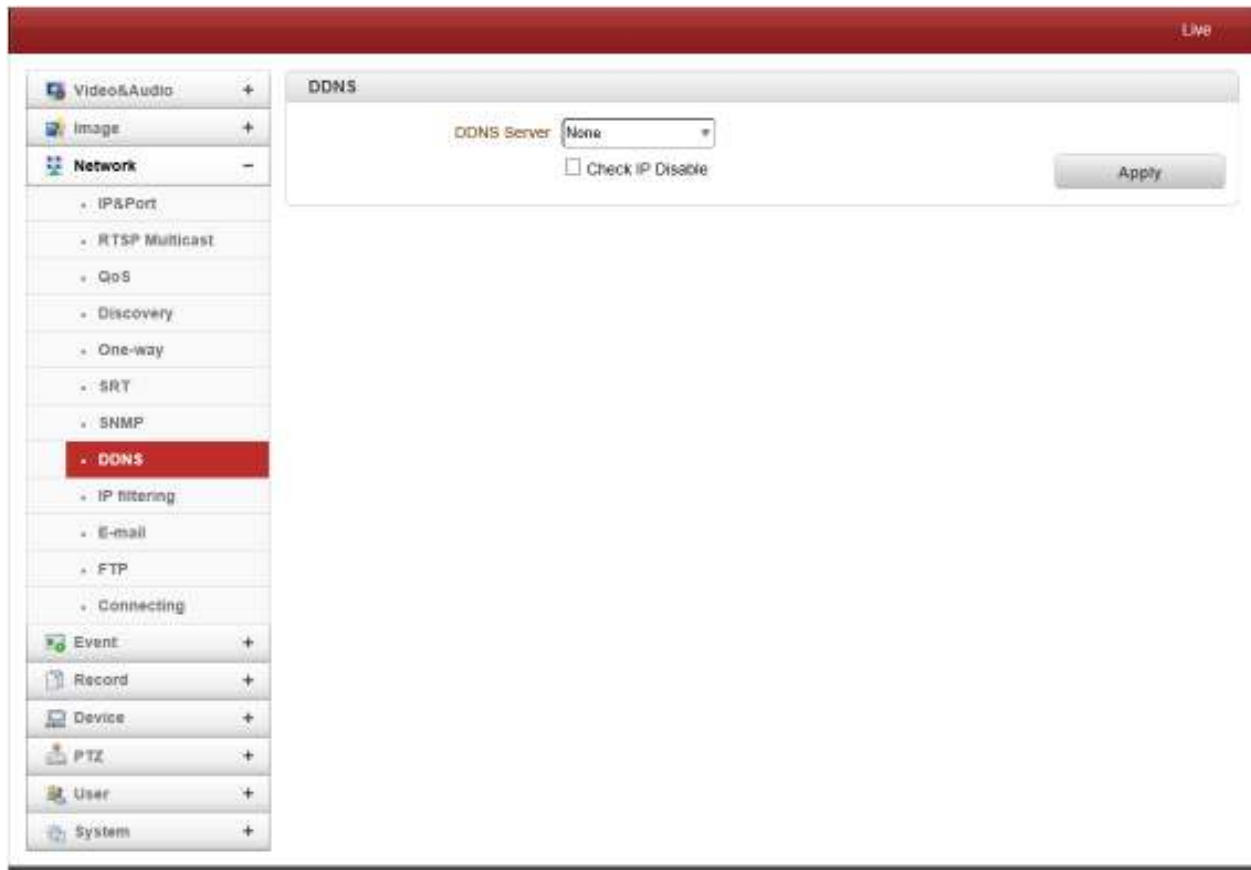 Live
Video&Audio +
Image +
Network −
IP&Port
RTSP Multicast
QoS
Discovery
One-way
SRT
SNMP
DDNS
IP filtering
E-mail
FTP
Connecting
Event +
Record +
Device +
PTZ +
User +
System +
DDNS
DDNS Server None
Check IP Disable
Apply